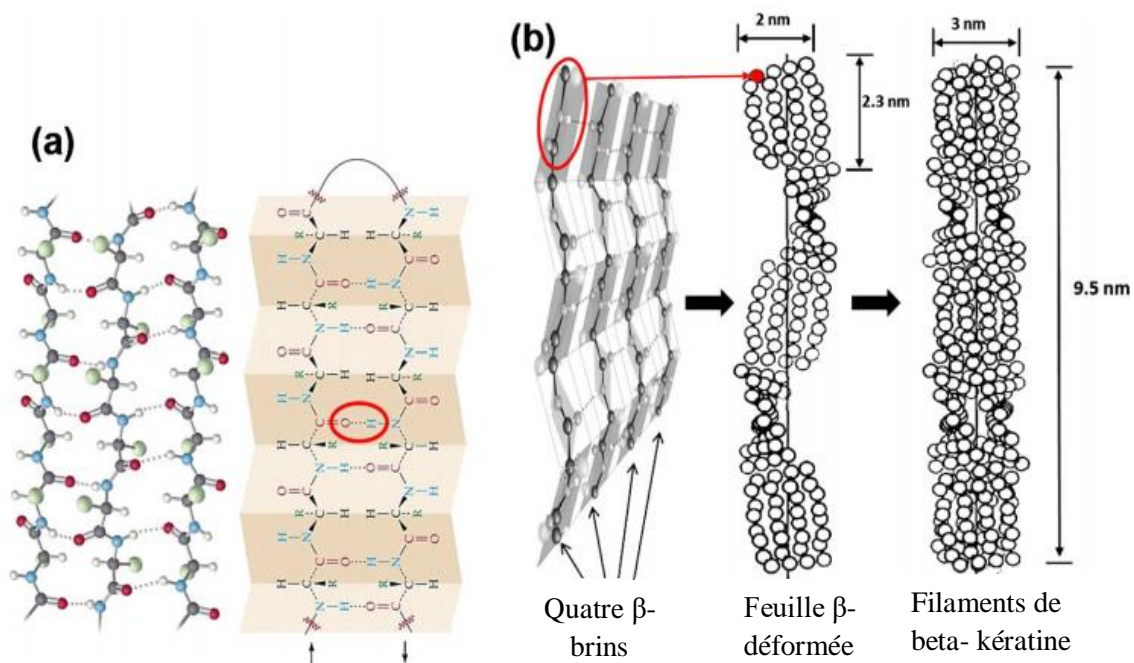 (a)
(b)
2 nm
2.3 nm
3 nm
9.5 nm
Quatre β-
brins
Feuille β-
déformée
Filaments de
beta- kératine